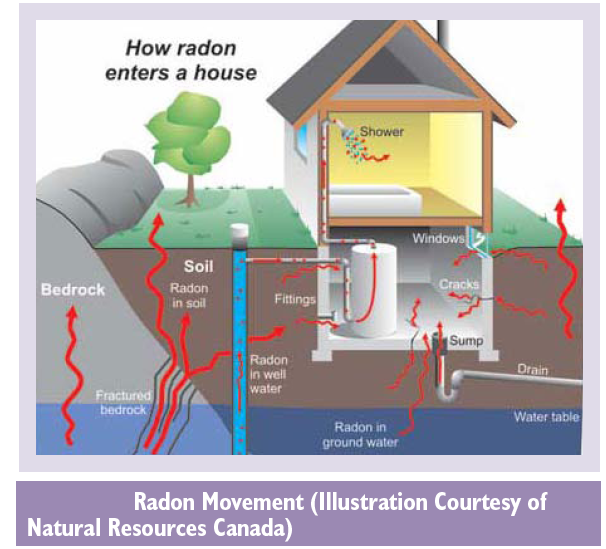 How radon
enters a house
Shower
Windows
Soil
Bedrock
Radon
in soil
Fittings
Cracks
Sump
Radon
in well
water
Drain
Fractured
bedrock
Water table
Radon in
ground water
Radon Movement (Illustration Courtesy of
Natural Resources Canada)